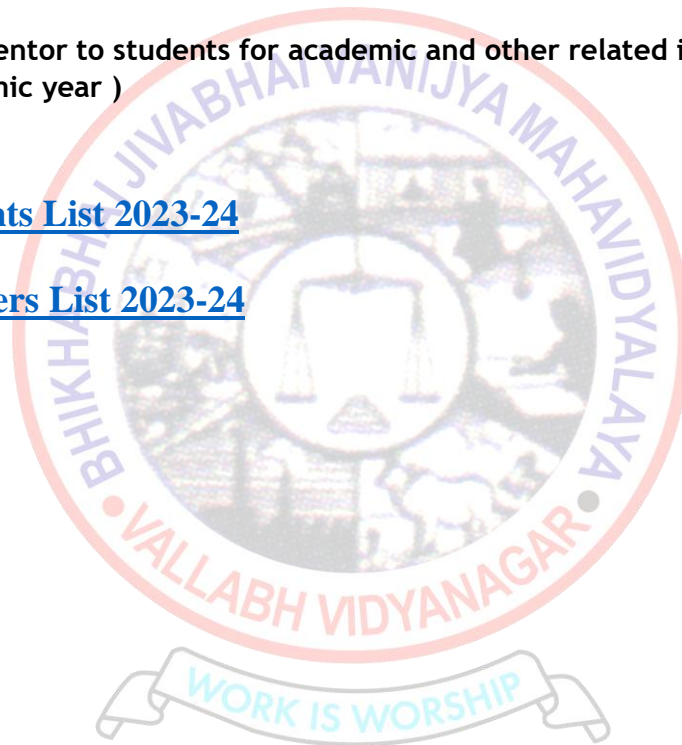 entor to students for academic and other related i
nic year )
nts List 2023-24
ers List 2023-24
BHIKHABHAI JIVABHAI VANIJYA MAHAVIDYALAYA
VALLABH VIDYANAGAR
WORK IS WORSHIP